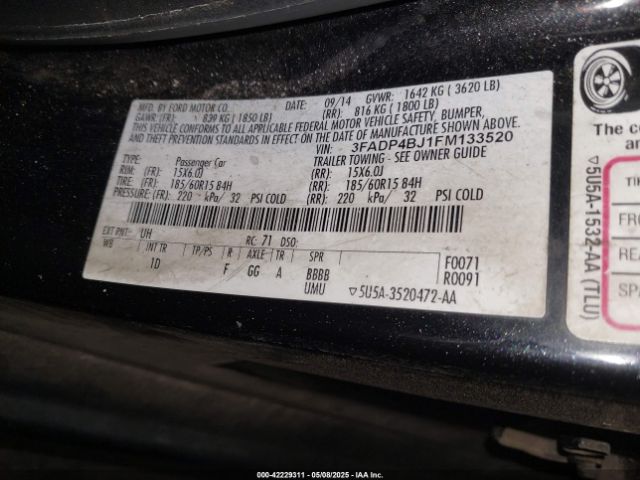 MFD. BY FORD MOTOR CO. DATE: 09/14 GVWR: 1642 KG ( 3620 LB)
GAWR: (FR): 839 KG ( 1850 LB) (RR): 816 KG ( 1800 LB)
THIS VEHICLE CONFORMS TO ALL APPLICABLE FEDERAL MOTOR VEHICLE SAFETY, BUMPER,
AND THEFT PREVENTION STANDARDS IN EFFECT ON THE DATE OF MANUFACTURE SHOWN ABOVE.
VIN: 3FADP4BJ1FM133520
TYPE: Passenger Car TRAILER TOWING - SEE OWNER GUIDE
RIM: (FR): 15X6.0J (RR): 15X6.0J
TIRE: (FR): 185/60R15 84H (RR): 185/60R15 84H
PRESSURE: (FR): 220 kPa/ 32 PSI COLD (RR): 220 kPa/ 32 PSI COLD
EXT PNT: UH RC: 71 DSO:
WB INT TR TP/PS R AXLE TR SPR F0071
1D F GG A BBBB R0091
UMU ▽5U5A-3520472-AA
The co
an
FRO
REA
SPA
▽5U5A-1532-AA (TLU)
000-42229311 - 05/08/2025 - IAA Inc.